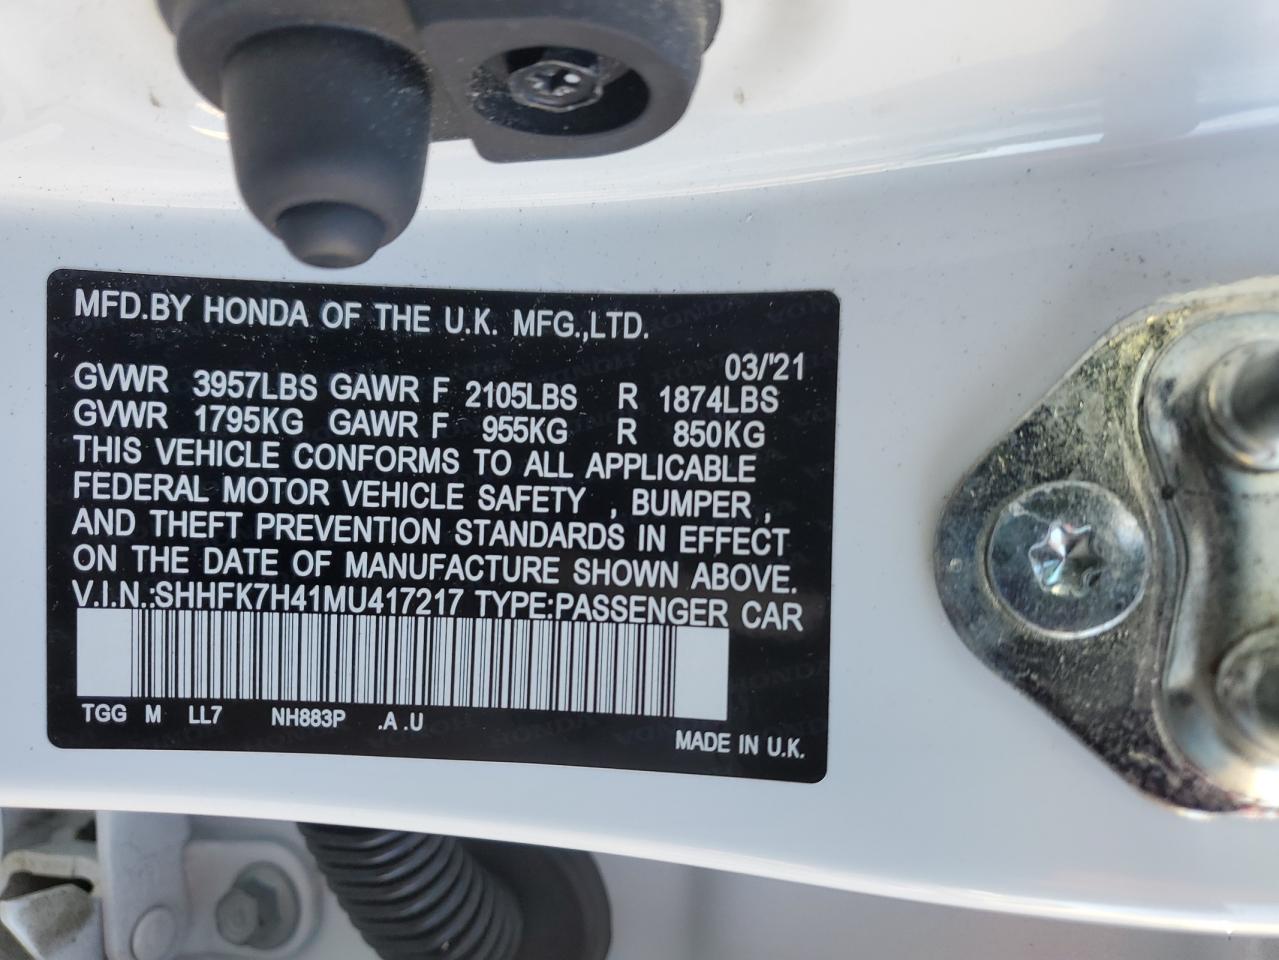 MFD.BY HONDA OF THE U.K. MFG.,LTD.
03/'21
GVWR 3957LBS GAWR F 2105LBS R 1874LBS
GVWR 1795KG GAWR F 955KG R 850KG
THIS VEHICLE CONFORMS TO ALL APPLICABLE
FEDERAL MOTOR VEHICLE SAFETY , BUMPER ,
AND THEFT PREVENTION STANDARDS IN EFFECT
ON THE DATE OF MANUFACTURE SHOWN ABOVE.
V.I.N.:SHHFK7H41MU417217 TYPE:PASSENGER CAR
TGG M LL7 NH883P .A .U
MADE IN U.K.